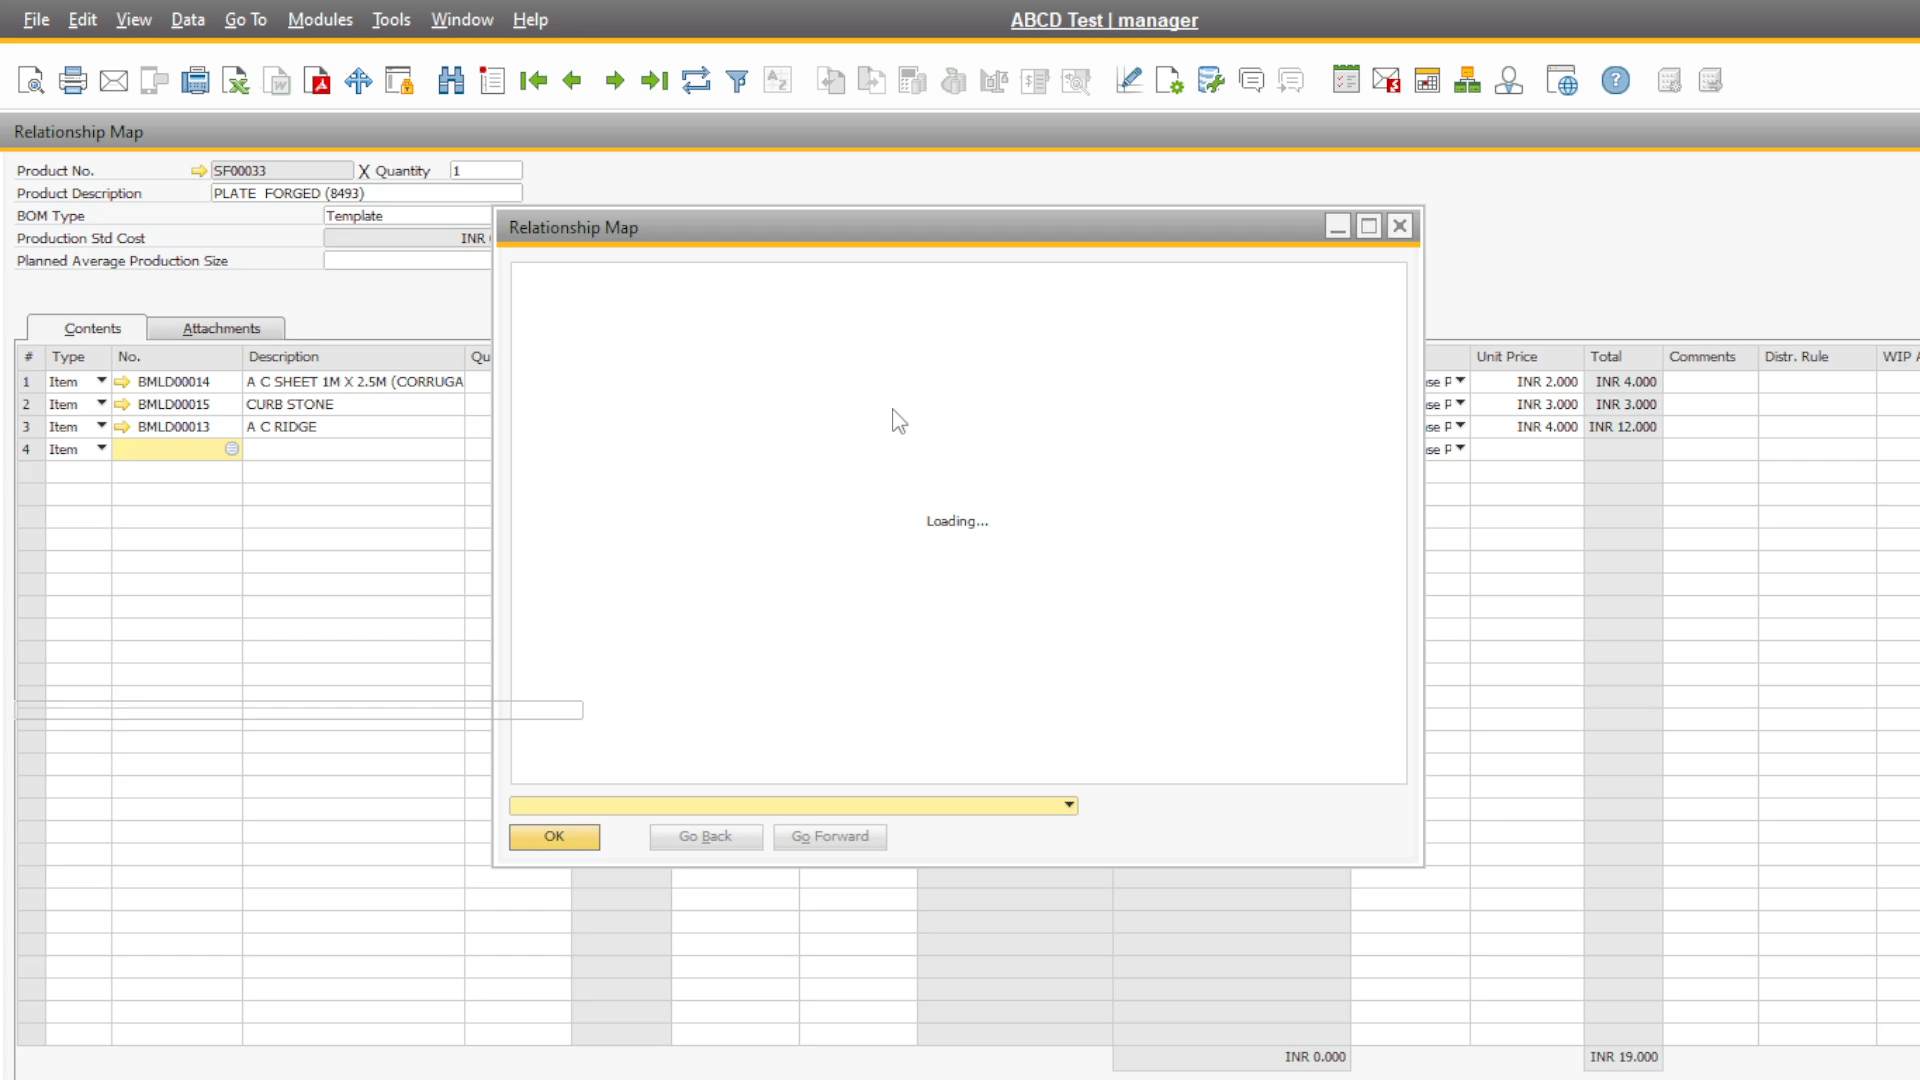 File Edit View Data Go To Modules Tools Window Help ABCD Test | manager
Relationship Map
Product No. SF00033 X Quantity 1
Product Description PLATE FORGED (8493)
BOM Type Template
Production Std Cost INR
Planned Average Production Size
Relationship Map
Contents Attachments
# Type No. Description Qu Unit Price Total Comments Distr. Rule WIP A
1 Item BMLD00014 A C SHEET 1M X 2.5M (CORRUGA se P INR 2.000 INR 4.000
2 Item BMLD00015 CURB STONE se P INR 3.000 INR 3.000
3 Item BMLD00013 A C RIDGE se P INR 4.000 INR 12.000
4 Item se P
Loading...
OK Go Back Go Forward
INR 0.000 INR 19.000